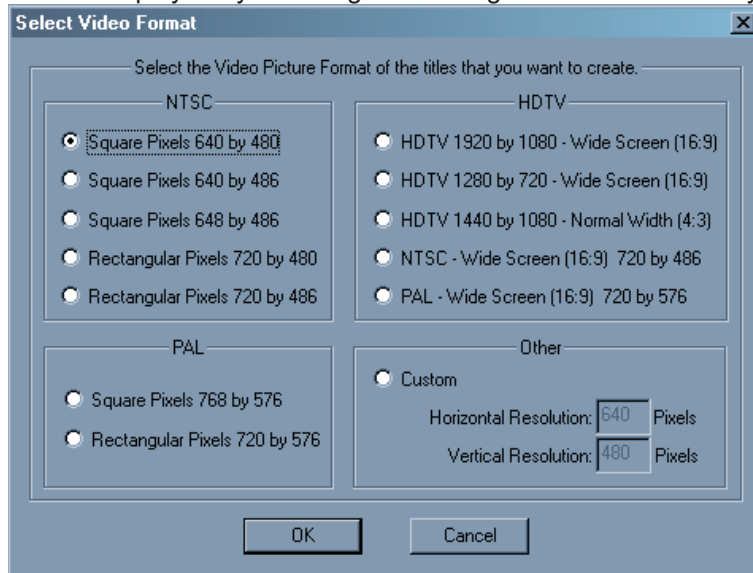 Select Video Format
Select the Video Picture Format of the titles that you want to create.
NTSC
Square Pixels 640 by 480
Square Pixels 640 by 486
Square Pixels 648 by 486
Rectangular Pixels 720 by 480
Rectangular Pixels 720 by 486
HDTV
HDTV 1920 by 1080 - Wide Screen (16:9)
HDTV 1280 by 720 - Wide Screen (16:9)
HDTV 1440 by 1080 - Normal Width (4:3)
NTSC - Wide Screen (16:9) 720 by 486
PAL - Wide Screen (16:9) 720 by 576
PAL
Square Pixels 768 by 576
Rectangular Pixels 720 by 576
Other
Custom
Horizontal Resolution: 640 Pixels
Vertical Resolution: 480 Pixels
OK
Cancel